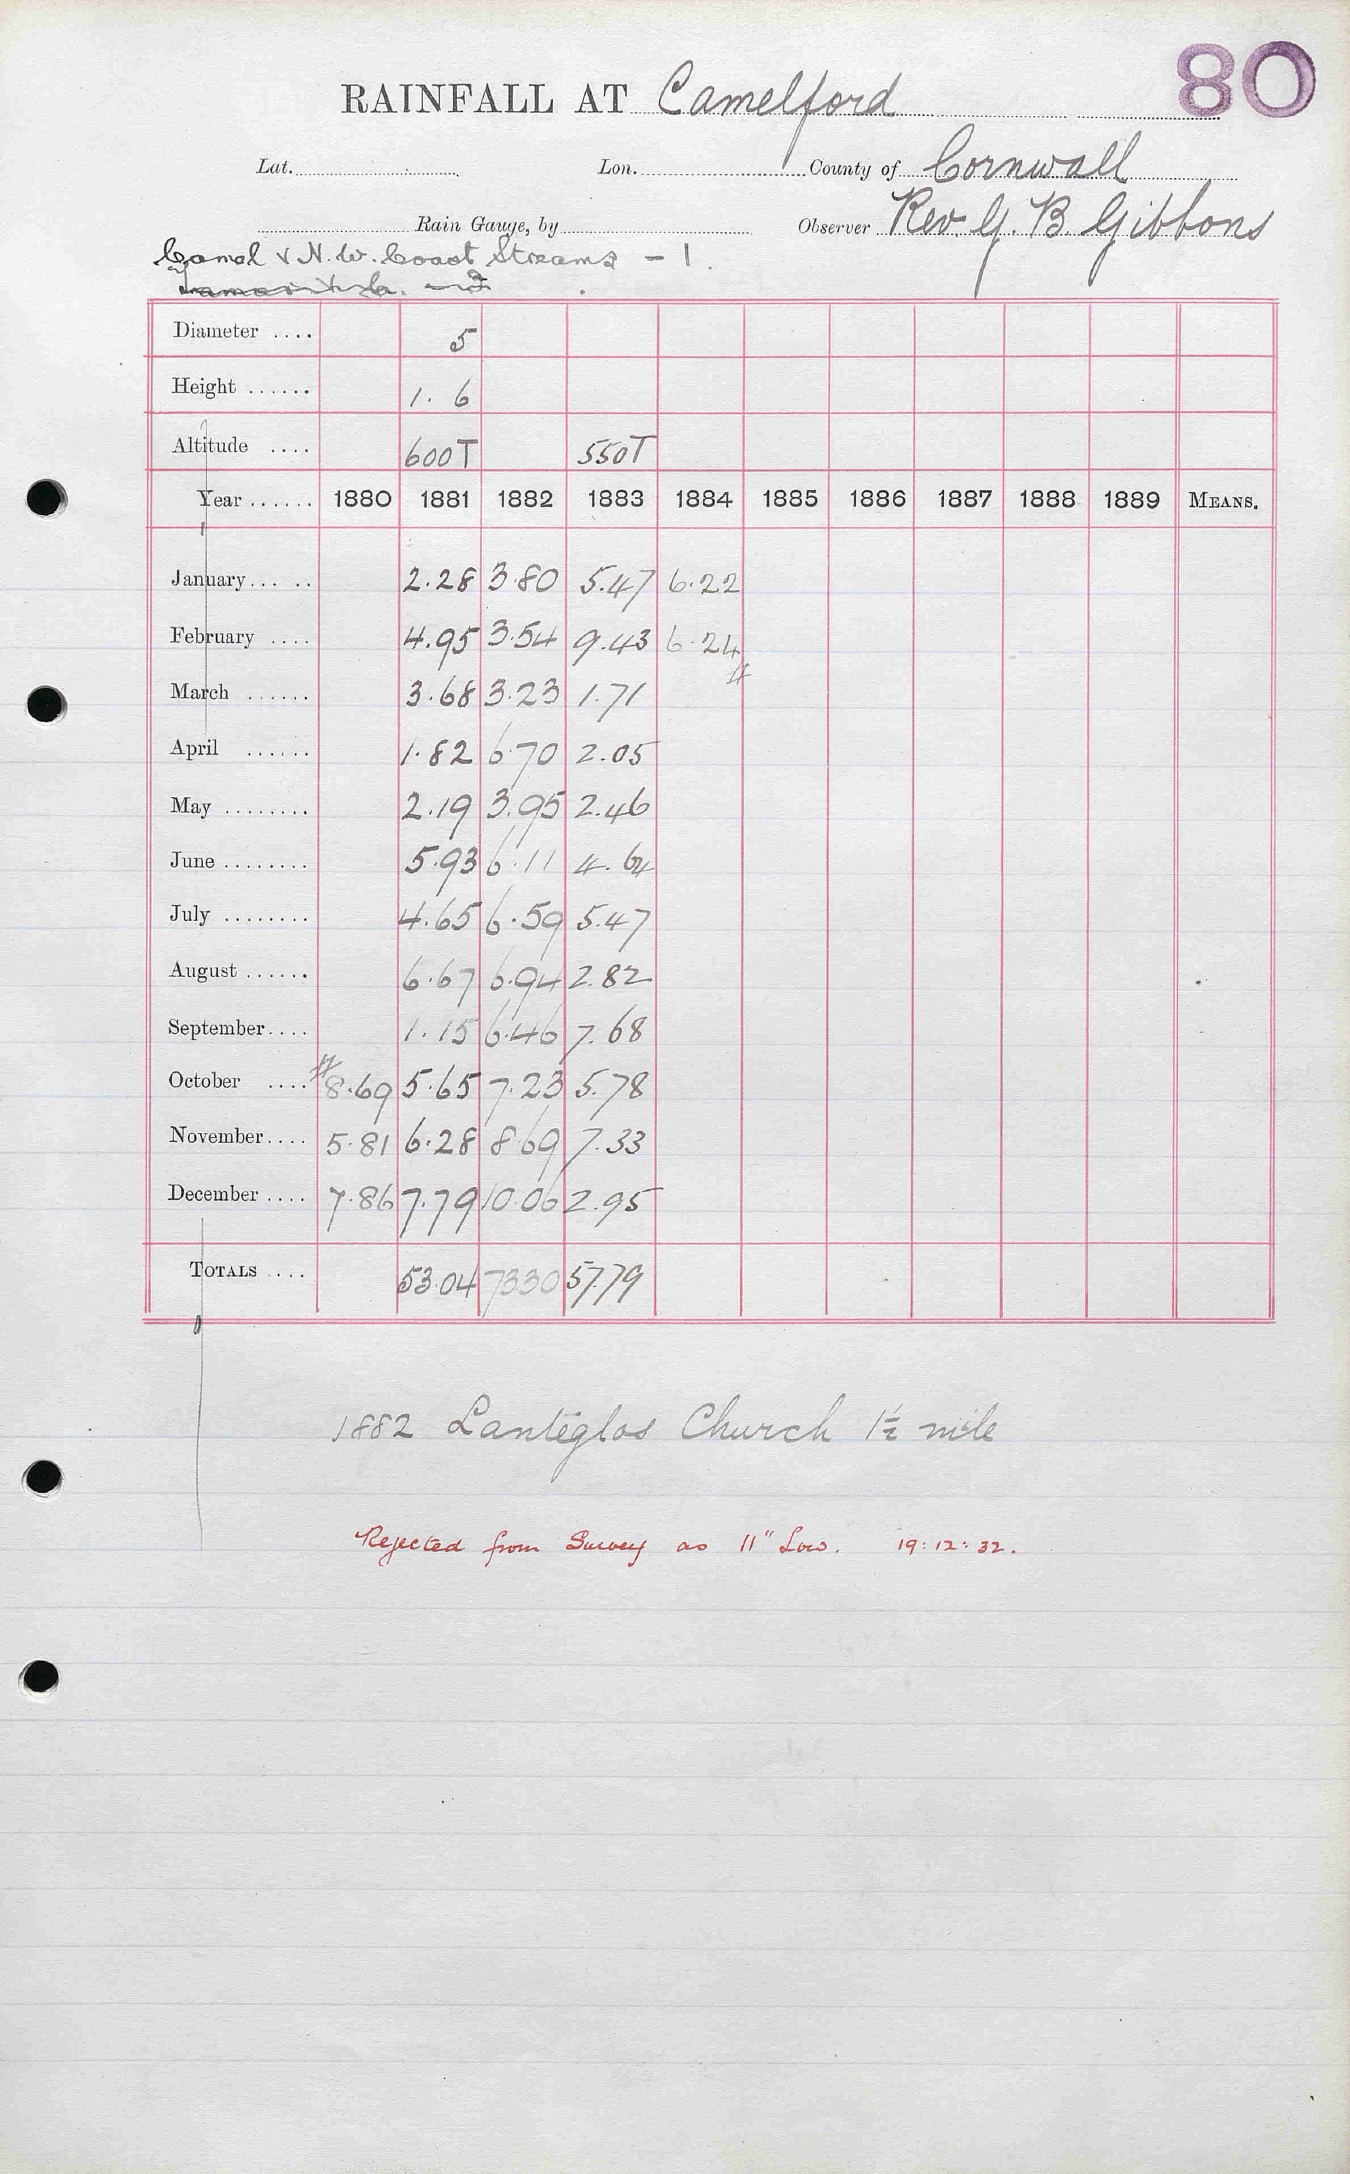 80
RAINFALL AT Camelford
Lat. Lon. County of Cornwall
Rain Gauge, by Observer Rev G. B. Gibbons
Camel & N. W. Coast Streams - 1.
Diameter .... 5
Height ...... 1. 6
Altitude .... 600T 550T
Year ...... 1880 1881 1882 1883 1884 1885 1886 1887 1888 1889 MEANS.
January... .. 2.28 3.80 5.47 6.22
February .... 4.95 3.54 9.43 6.24
March ...... 3.68 3.23 1.71
April ...... 1.82 6.70 2.05
May ........ 2.19 3.95 2.46
June ........ 5.93 6.11 4.64
July ........ 4.65 6.59 5.47
August ...... 6.67 6.94 2.82
September.... 1.15 6.46 7.68
October .... 8.69 5.65 7.23 5.78
November.... 5.81 6.28 8.69 7.33
December .... 7.86 7.79 10.06 2.95
TOTALS .... 53.04 7330 57.79
1882 Lanteglos Church 1½ mile
Rejected from Survey as 11" Low. 19:12:32.